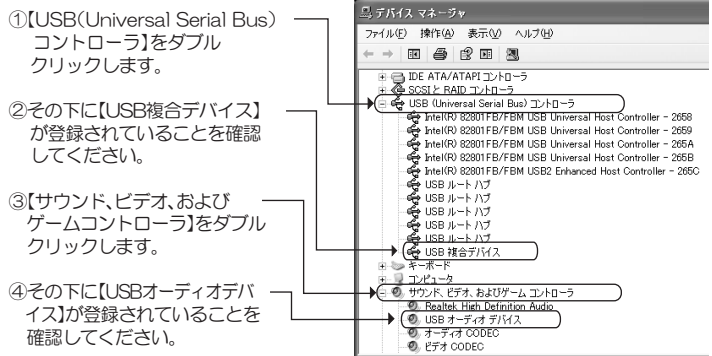 ①【USB(Universal Serial Bus)
コントローラ】をダブル
クリックします。
②その下に【USB複合デバイス】
が登録されていることを確認
してください。
③【サウンド、ビデオ、および
ゲームコントローラ】をダブル
クリックします。
④その下に【USBオーディオデバ
イス】が登録されていることを
確認してください。
デバイス マネージャ
ファイル(F) 操作(A) 表示(V) ヘルプ(H)
IDE ATA/ATAPI コントローラ
SCSI と RAID コントローラ
USB (Universal Serial Bus) コントローラ
Intel(R) 82801FB/FBM USB Universal Host Controller - 2658
Intel(R) 82801FB/FBM USB Universal Host Controller - 2659
Intel(R) 82801FB/FBM USB Universal Host Controller - 265A
Intel(R) 82801FB/FBM USB Universal Host Controller - 265B
Intel(R) 82801FB/FBM USB2 Enhanced Host Controller - 265C
USB ルート ハブ
USB ルート ハブ
USB ルート ハブ
USB ルート ハブ
USB ルート ハブ
USB 複合デバイス
キーボード
コンピュータ
サウンド、ビデオ、およびゲーム コントローラ
Realtek High Definition Audio
USB オーディオ デバイス
オーディオ CODEC
ビデオ CODEC